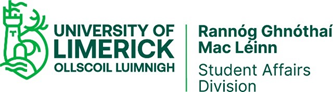 UNIVERSITY OF
LIMERICK
OLLSCOIL LUIMNIGH
Rannóg Ghnóthaí
Mac Léinn
Student Affairs
Division